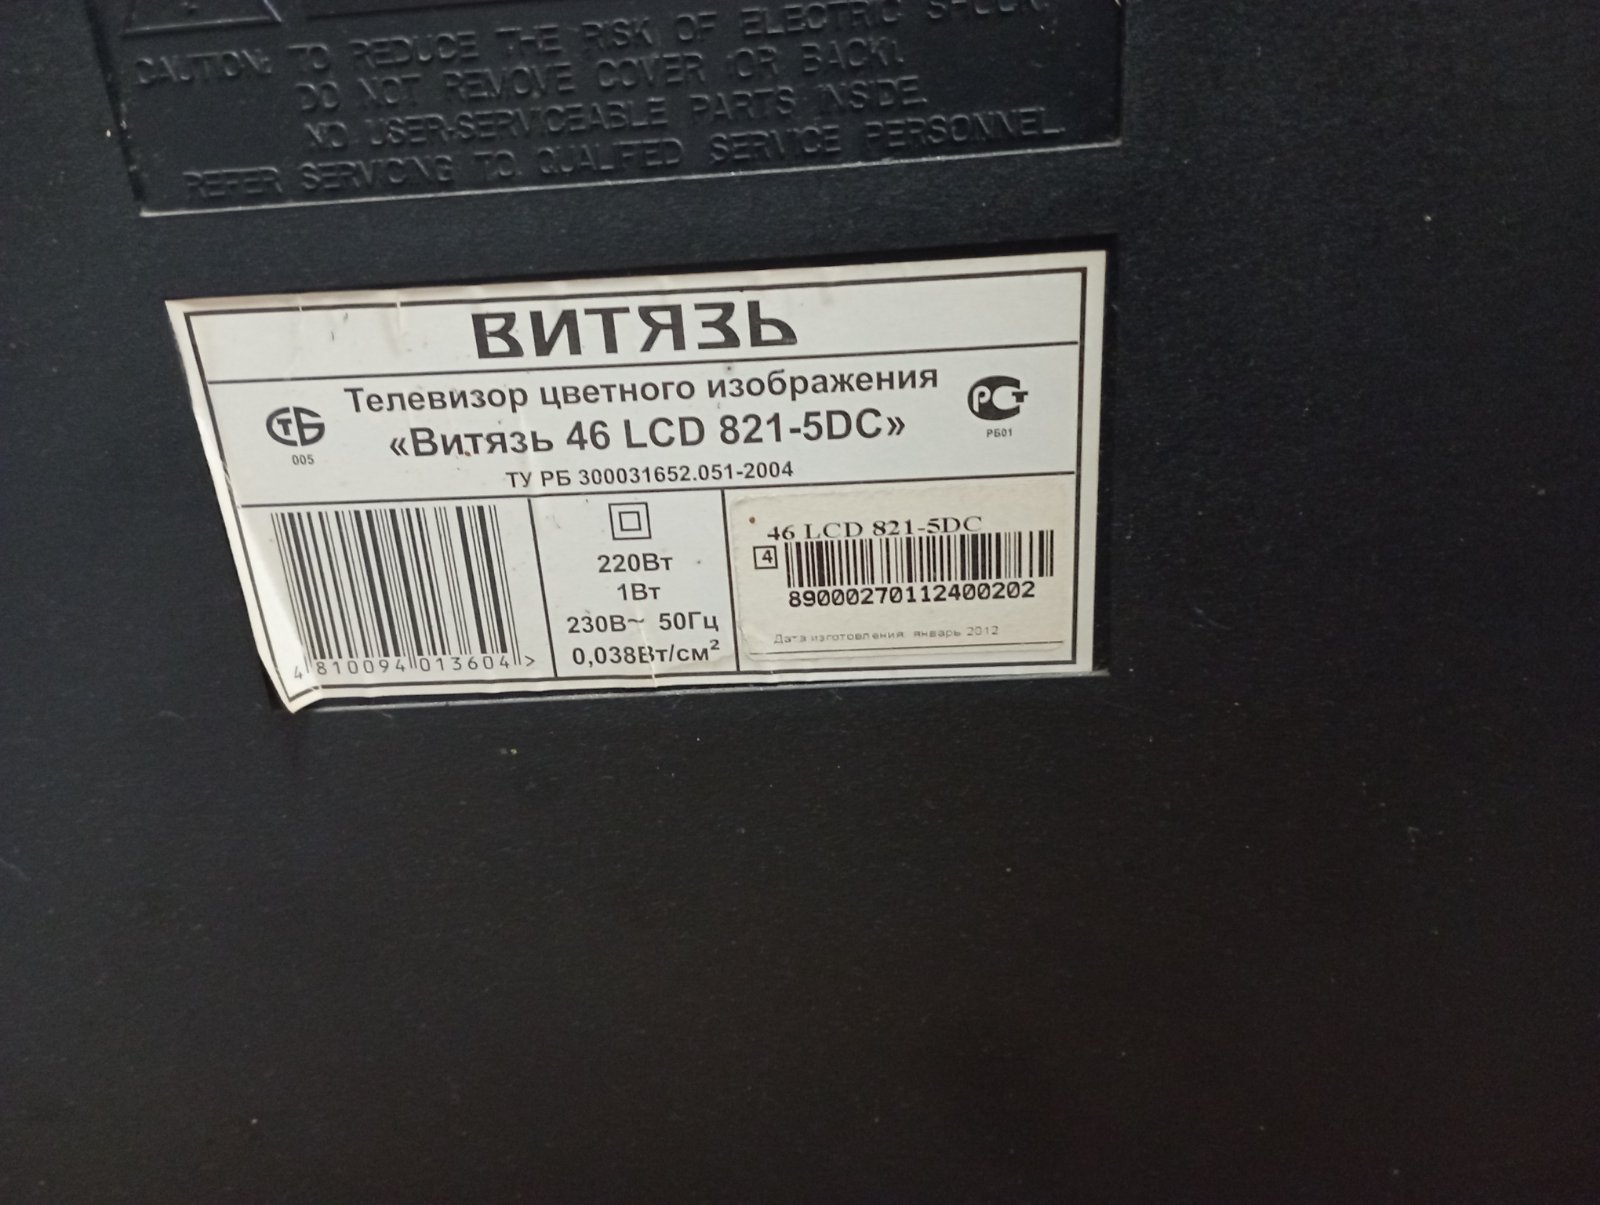 CAUTION: TO REDUCE THE RISK OF ELECTRIC SHOCK,
DO NOT REMOVE COVER (OR BACK).
NO USER-SERVICEABLE PARTS INSIDE.
REFER SERVICING TO QUALIFIED SERVICE PERSONNEL.
ВИТЯЗЬ
Телевизор цветного изображения
«Витязь 46 LCD 821-5DC»
ТУ РБ 300031652.051-2004
СТБ
005
РСТ
РБ01
4810094013604>
220Вт
1Вт
230В~ 50Гц
0,038Вт/см²
46 LCD 821-5DC
4
89000270112400202
Дата изготовления: январь 2012